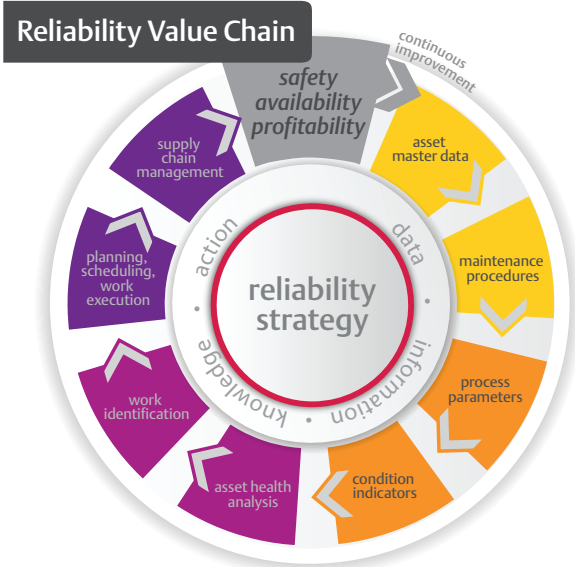 Reliability Value Chain
continuous
improvement
safety
availability
profitability
asset
master data
maintenance
procedures
process
parameters
condition
indicators
asset health
analysis
work
identification
planning,
scheduling,
work
execution
supply
chain
management
data
•
information
•
knowledge
•
action
reliability
strategy